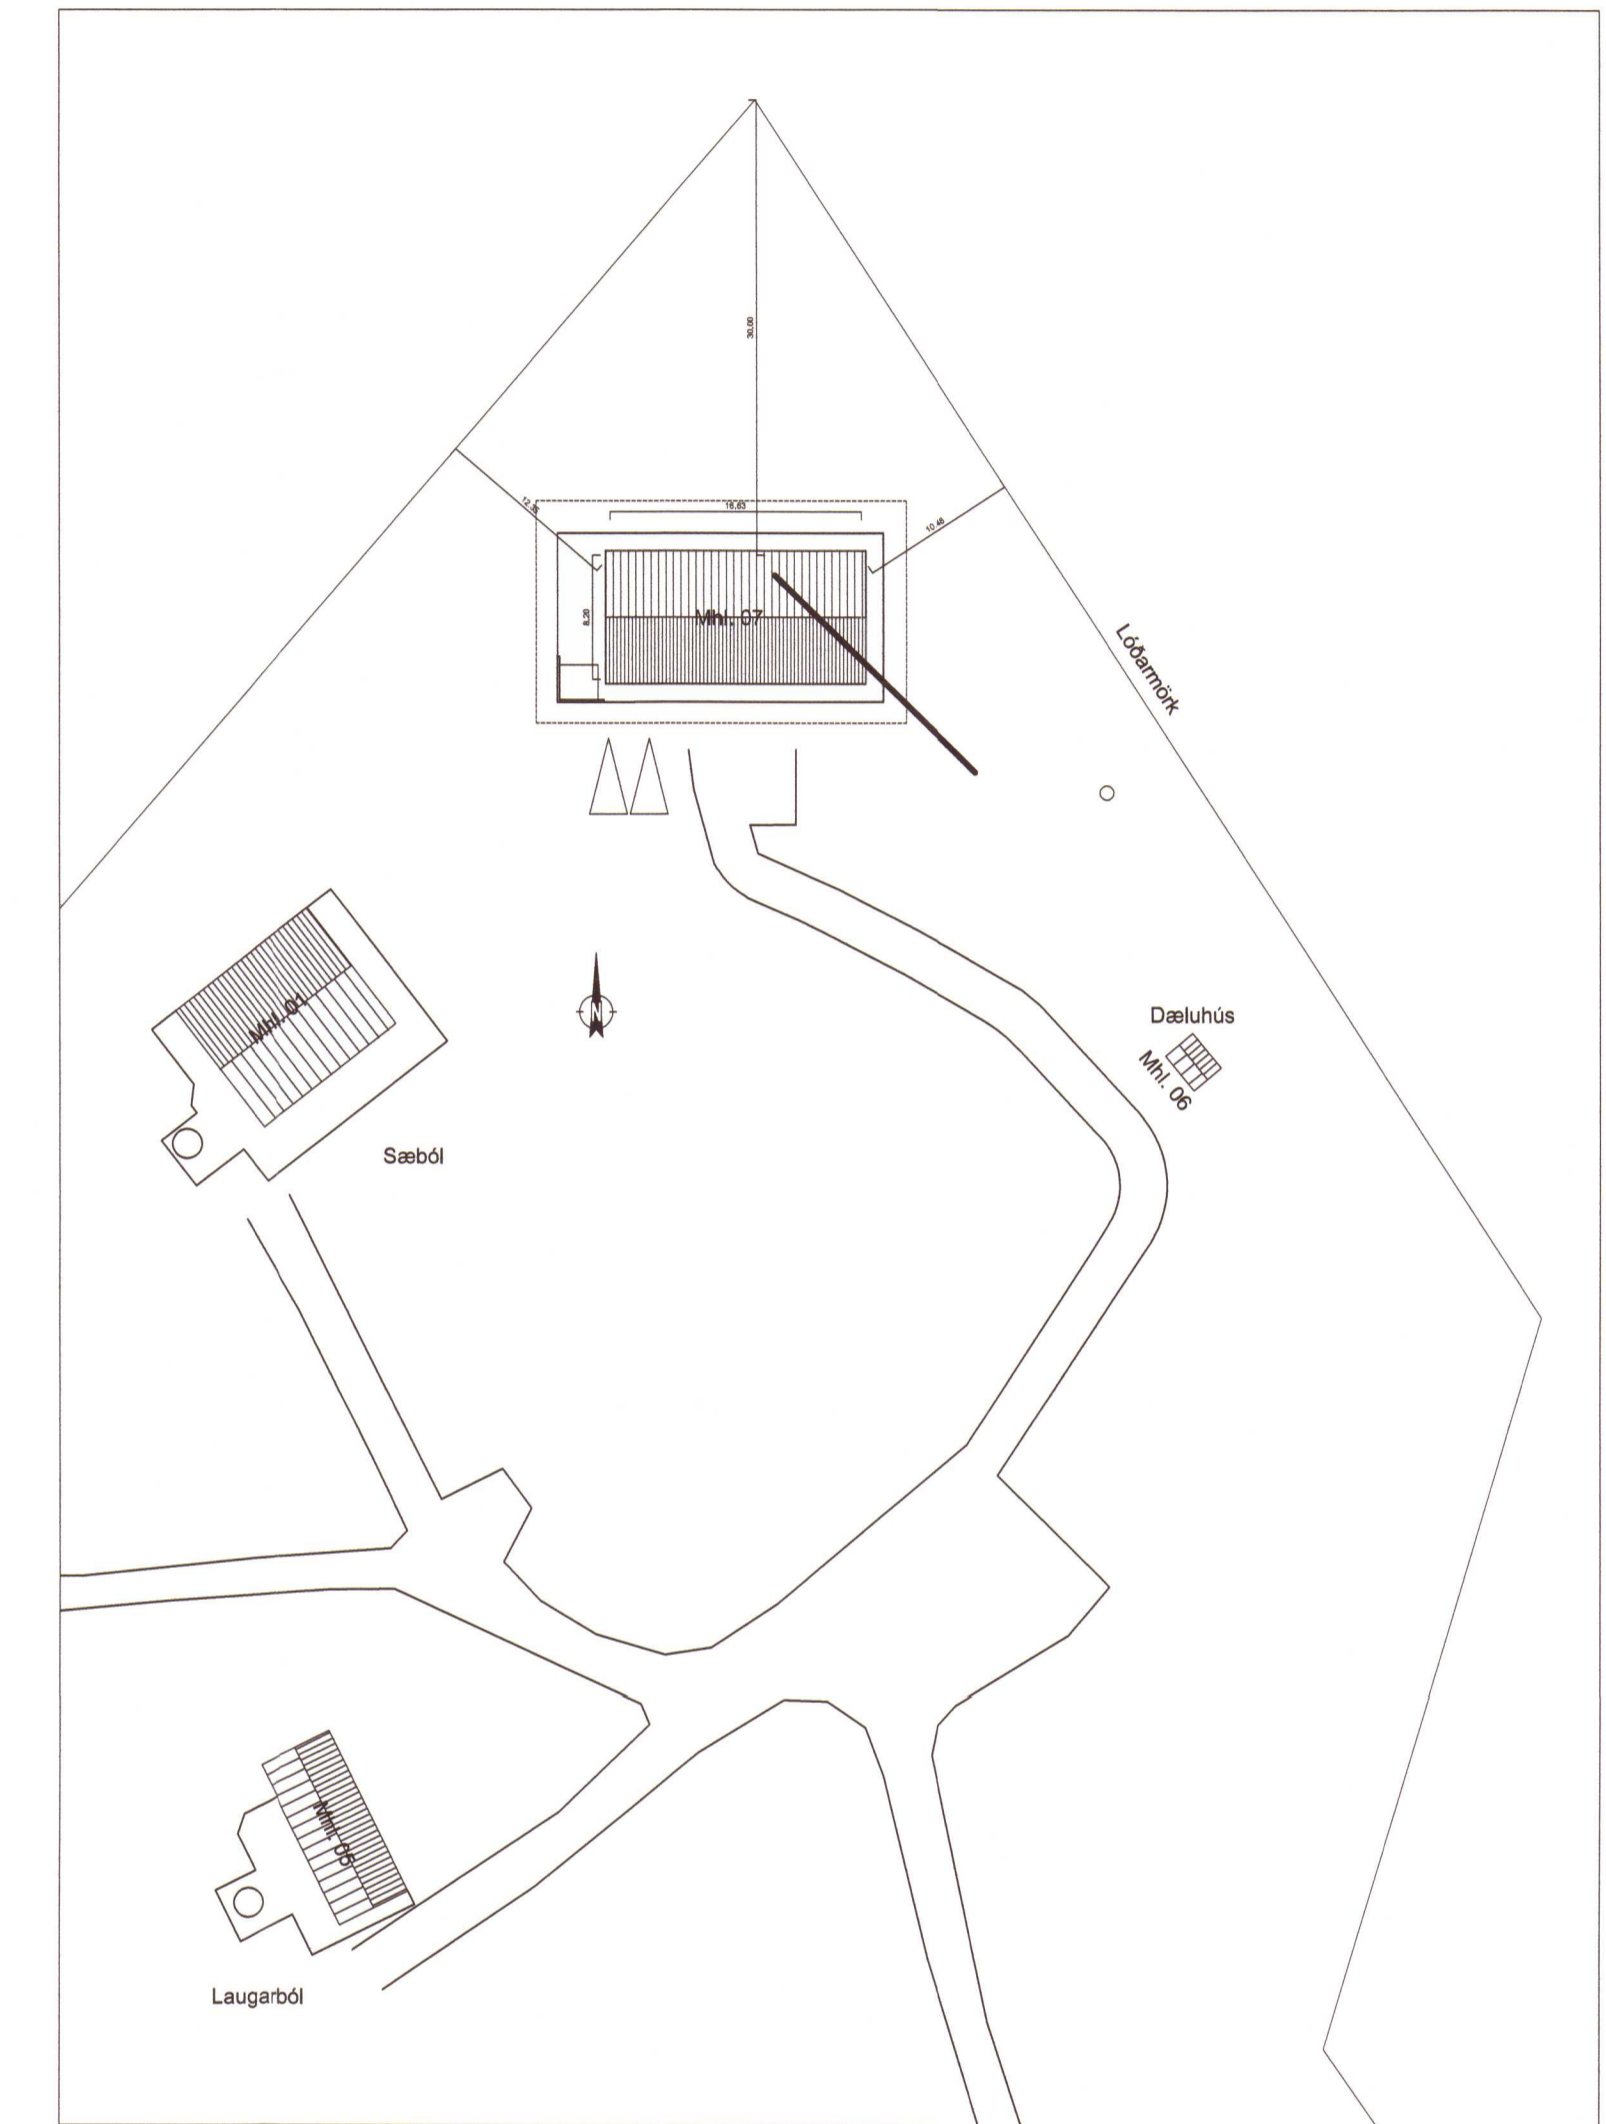 30.00
12.35
16.63
10.48
8.20
Mhl. 07
Lóðarmörk
Mhl. 01
N
Dæluhús
Mhl. 06
Sæból
Mhl. 05
Laugarból